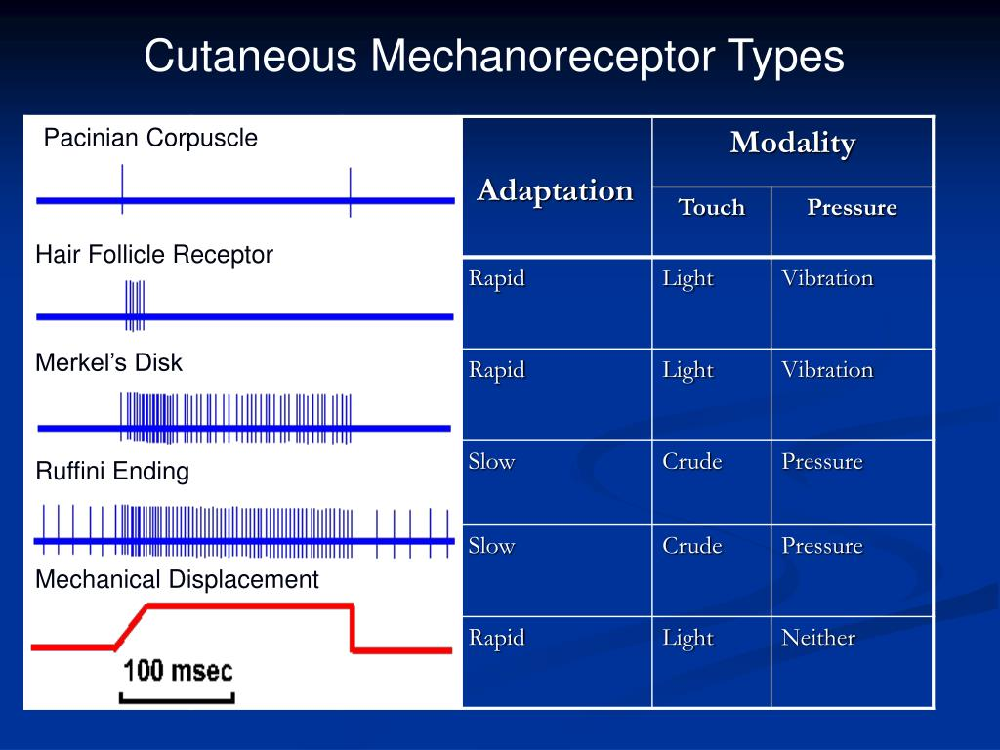 Cutaneous Mechanoreceptor Types
Pacinian Corpuscle
Hair Follicle Receptor
Merkel’s Disk
Ruffini Ending
Mechanical Displacement
100 msec
Adaptation
Modality
Touch
Pressure
Rapid
Light
Vibration
Rapid
Light
Vibration
Slow
Crude
Pressure
Slow
Crude
Pressure
Rapid
Light
Neither